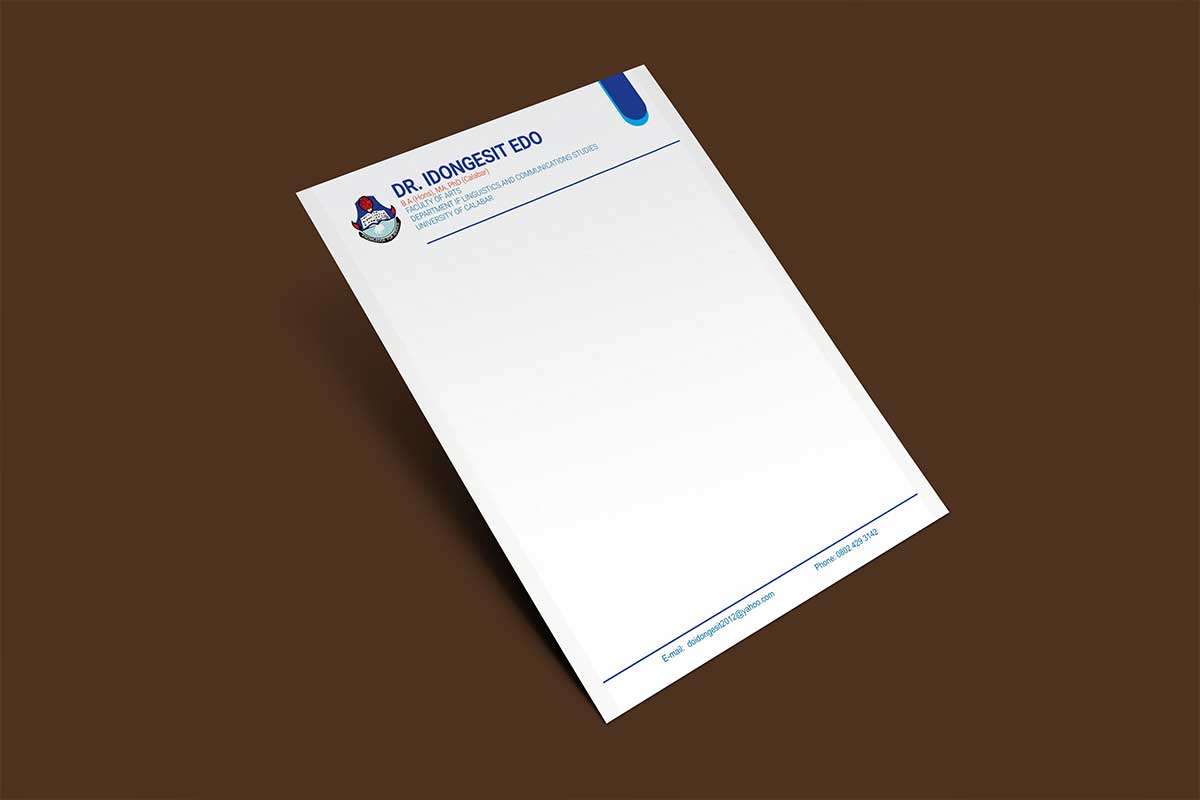 DR. IDONGESIT EDO
B.A (Hons), MA, PhD (Calabar)
FACULTY OF ARTS
DEPARTMENT IF LINGUISTICS AND COMMUNICATIONS STUDIES
UNIVERSITY OF CALABAR
E-mail: doidongesit2012@yahoo.com
Phone: 0802 429 3142